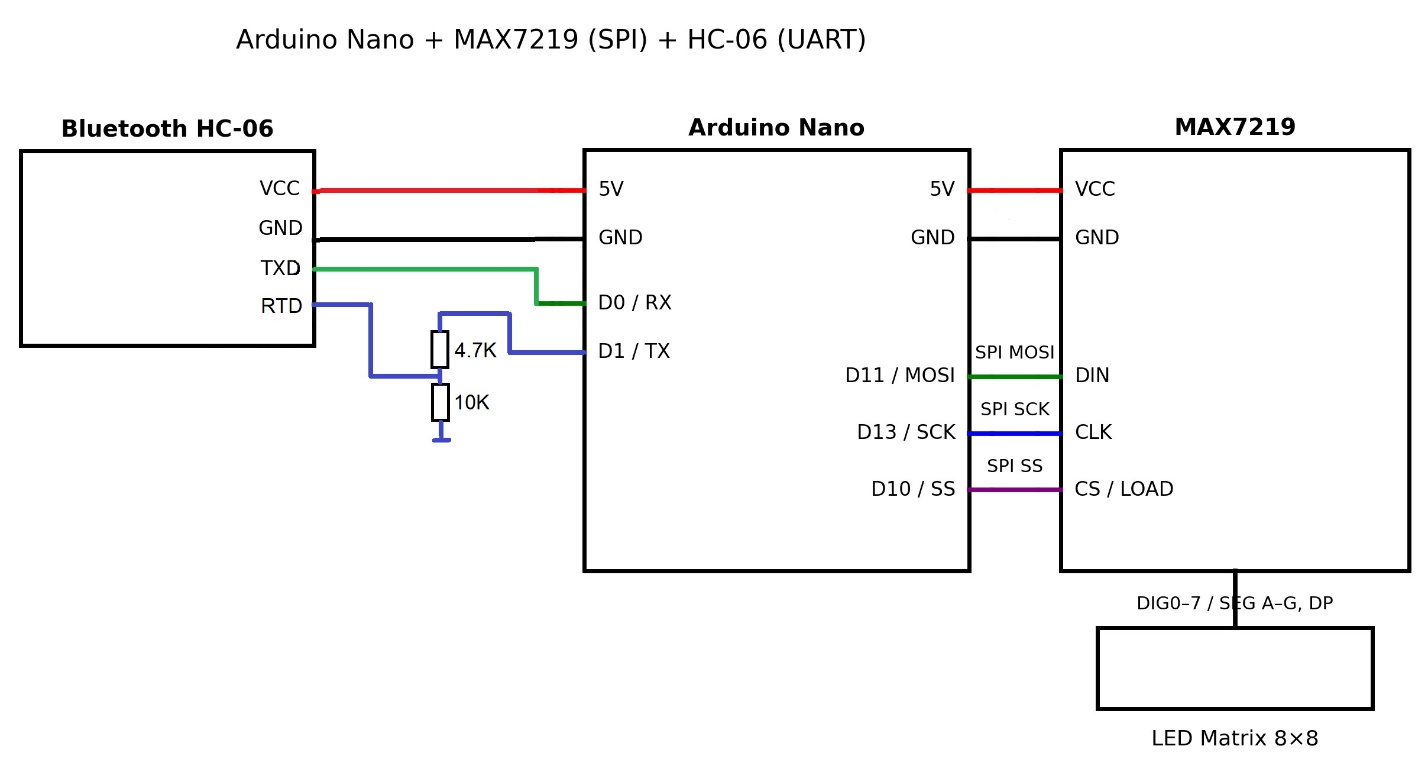 Arduino Nano + MAX7219 (SPI) + HC-06 (UART)
Bluetooth HC-06
VCC
GND
TXD
RTD
4.7K
10K
Arduino Nano
5V
GND
D0 / RX
D1 / TX
5V
GND
D11 / MOSI
D13 / SCK
D10 / SS
SPI MOSI
SPI SCK
SPI SS
MAX7219
VCC
GND
DIN
CLK
CS / LOAD
DIG0–7 / SEG A–G, DP
LED Matrix 8×8